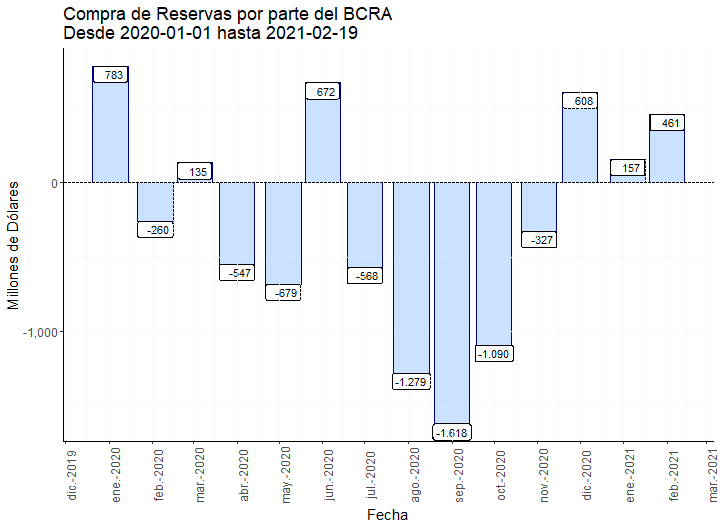 Compra de Reservas por parte del BCRA
Desde 2020-01-01 hasta 2021-02-19
Millones de Dólares
0
-1,000
783
-260
135
-547
-679
672
-568
-1.279
-1.618
-1.090
-327
608
157
461
dic.-2019
ene.-2020
feb.-2020
mar.-2020
abr.-2020
may.-2020
jun.-2020
jul.-2020
ago.-2020
sep.-2020
oct.-2020
nov.-2020
dic.-2020
ene.-2021
feb.-2021
mar.-2021
Fecha